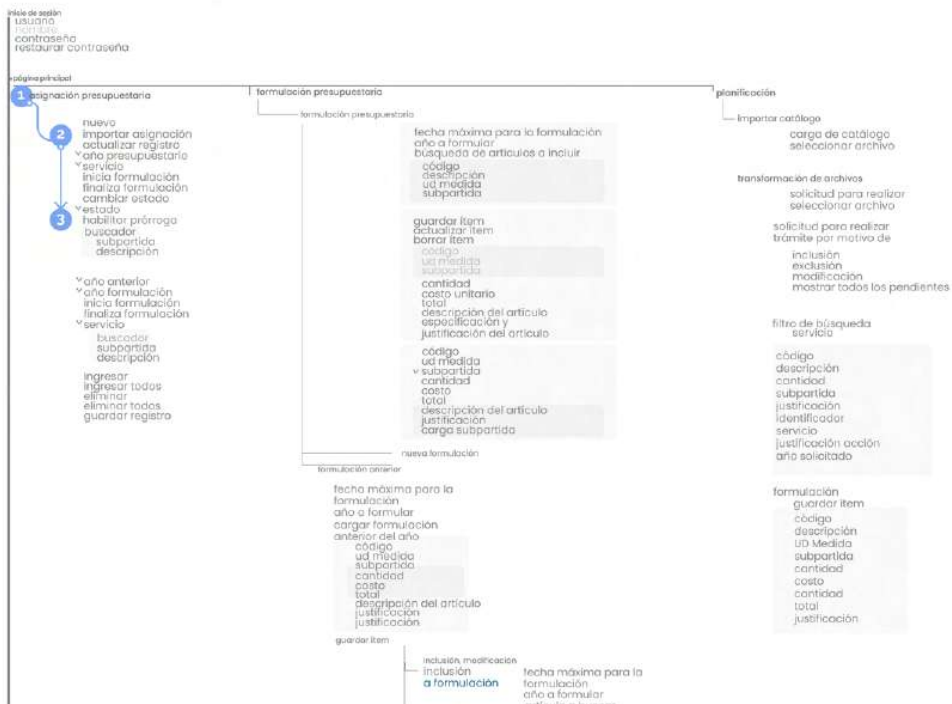 inicio de sesión
usuario
nombre
contraseña
restaurar contraseña
página principal
1 asignación presupuestaria
2
3
nuevo
importar asignación
actualizar registro
año presupuestario
servicio
inicia formulación
finaliza formulación
cambiar estado
estado
habilitar prórroga
buscador
subpartida
descripción
año anterior
año formulación
inicia formulación
finaliza formulación
servicio
buscador
subpartida
descripción
ingresar
ingresar todos
eliminar
eliminar todos
guardar registro
formulación presupuestaria
formulación presupuestaria
fecha máxima para la formulación
año a formular
búsqueda de artículos a incluir
código
descripción
ud medida
subpartida
guardar ítem
actualizar ítem
borrar ítem
código
ud medida
subpartida
cantidad
costo unitario
total
descripción del artículo
especificación y
justificación del artículo
código
ud medida
subpartida
cantidad
costo
total
descripción del artículo
justificación
carga subpartida
nueva formulación
formulación anterior
fecha máxima para la
formulación
año a formular
cargar formulación
anterior del año
código
ud medida
subpartida
cantidad
costo
total
descripción del artículo
justificación
justificación
guardar ítem
inclusión, modificación
inclusión
a formulación
fecha máxima para la
formulación
año a formular
planificación
importar catálogo
carga de catálogo
seleccionar archivo
transformación de archivos
solicitud para realizar
seleccionar archivo
solicitud para realizar
trámite por motivo de
inclusión
exclusión
modificación
mostrar todos los pendientes
filtro de búsqueda
servicio
código
descripción
cantidad
subpartida
justificación
identificador
servicio
justificación acción
año solicitado
formulación
guardar item
código
descripción
UD Medida
subpartida
cantidad
costo
cantidad
total
justificación